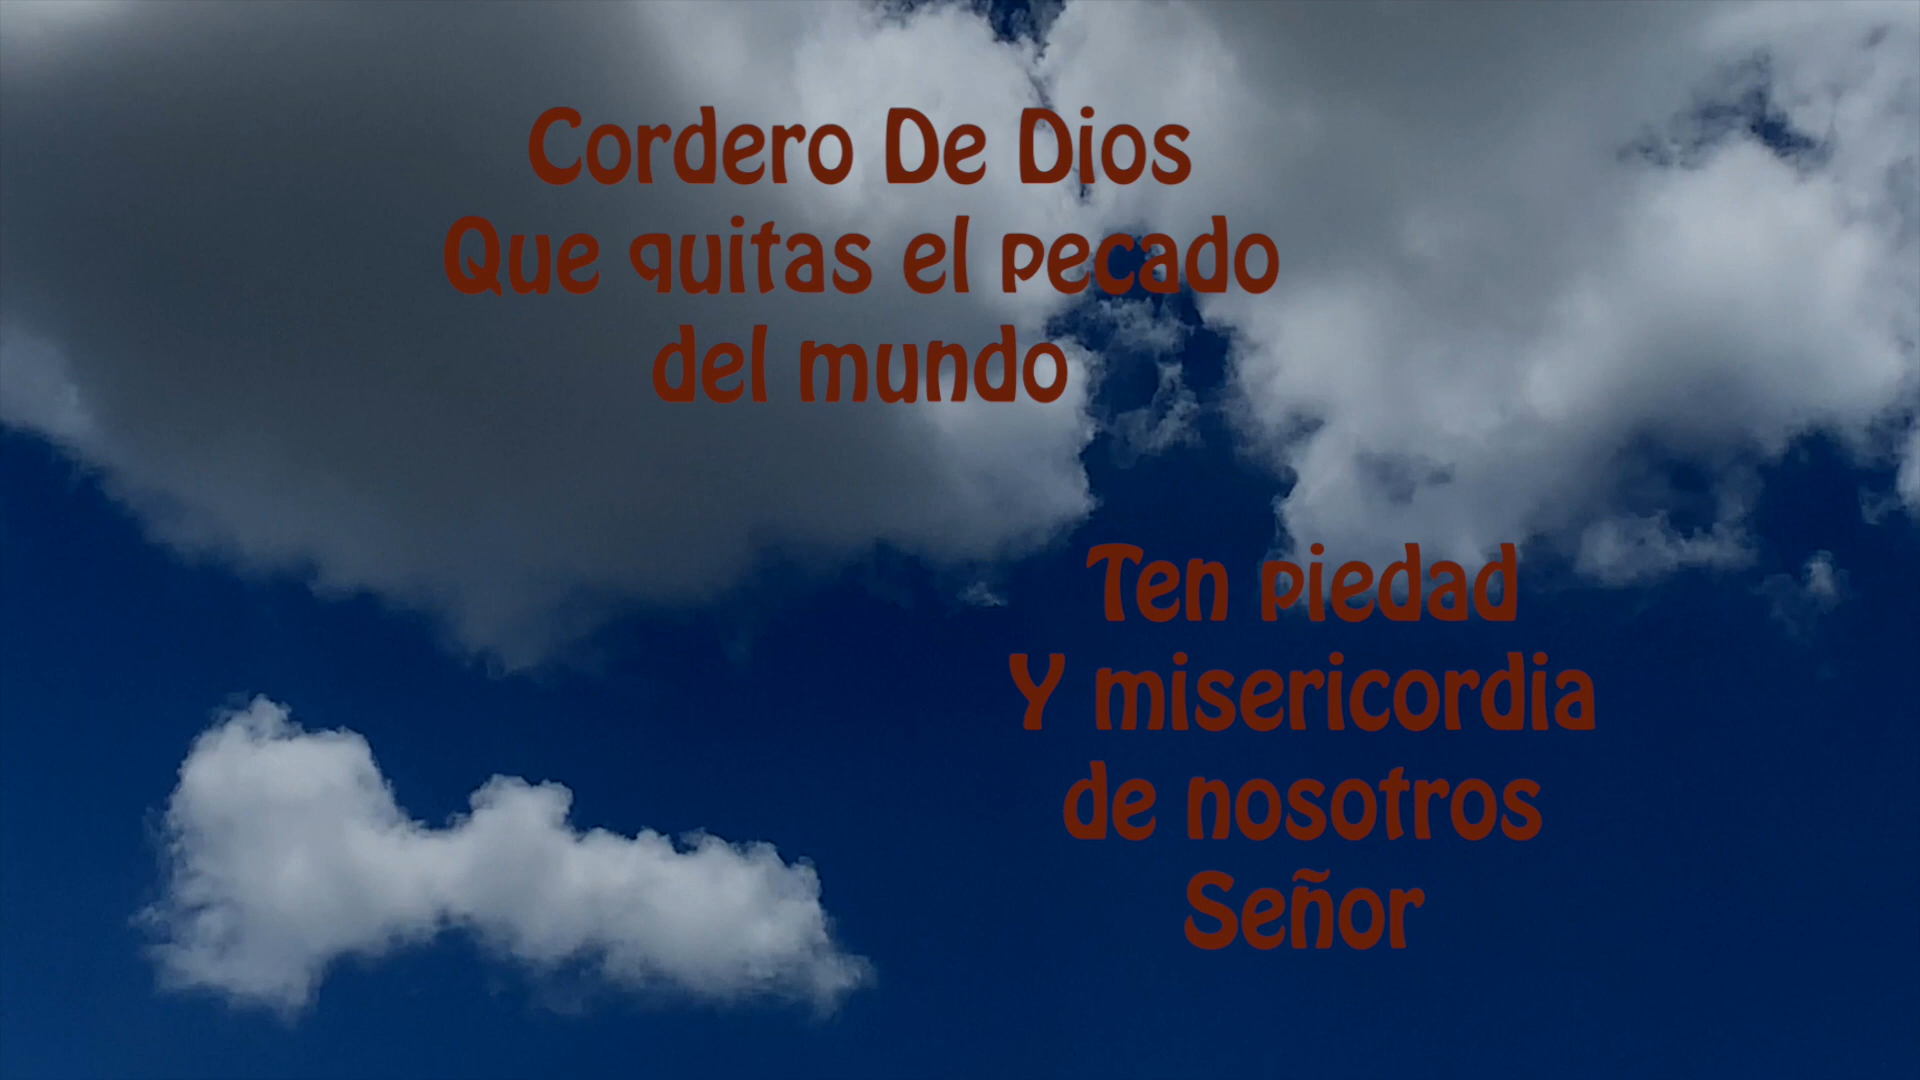 Cordero De Dios
Que quitas el pecado
del mundo
Ten piedad
Y misericordia
de nosotros
Señor